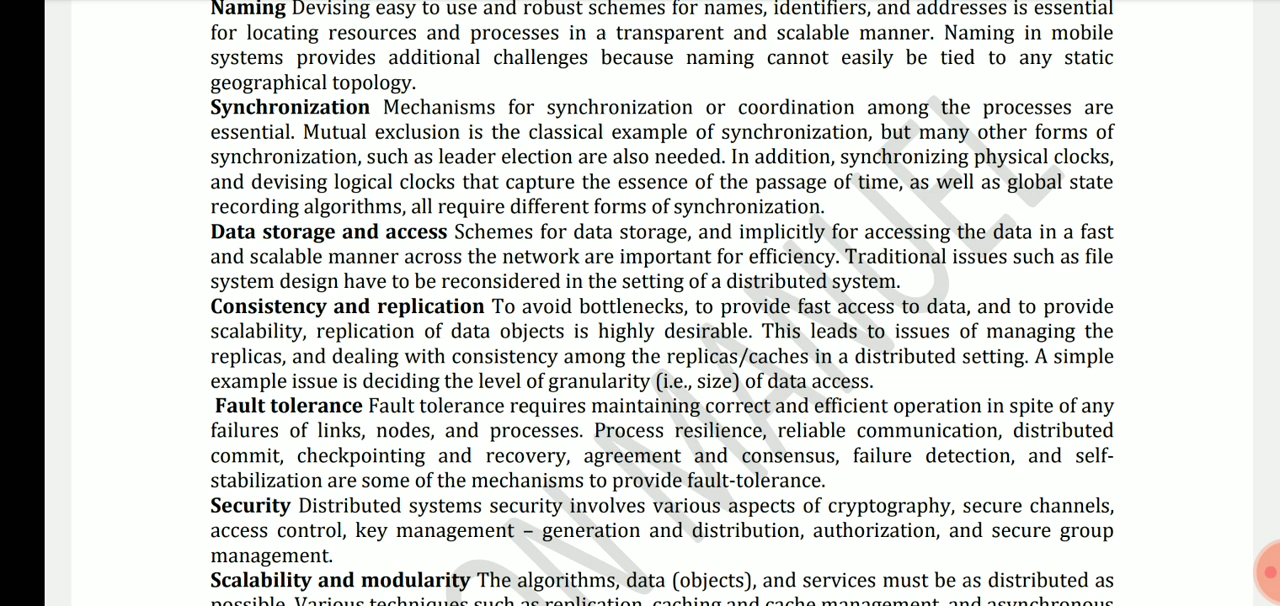 Naming Devising easy to use and robust schemes for names, identifiers, and addresses is essential
for locating resources and processes in a transparent and scalable manner. Naming in mobile
systems provides additional challenges because naming cannot easily be tied to any static
geographical topology.
Synchronization Mechanisms for synchronization or coordination among the processes are
essential. Mutual exclusion is the classical example of synchronization, but many other forms of
synchronization, such as leader election are also needed. In addition, synchronizing physical clocks,
and devising logical clocks that capture the essence of the passage of time, as well as global state
recording algorithms, all require different forms of synchronization.
Data storage and access Schemes for data storage, and implicitly for accessing the data in a fast
and scalable manner across the network are important for efficiency. Traditional issues such as file
system design have to be reconsidered in the setting of a distributed system.
Consistency and replication To avoid bottlenecks, to provide fast access to data, and to provide
scalability, replication of data objects is highly desirable. This leads to issues of managing the
replicas, and dealing with consistency among the replicas/caches in a distributed setting. A simple
example issue is deciding the level of granularity (i.e., size) of data access.
Fault tolerance Fault tolerance requires maintaining correct and efficient operation in spite of any
failures of links, nodes, and processes. Process resilience, reliable communication, distributed
commit, checkpointing and recovery, agreement and consensus, failure detection, and self-
stabilization are some of the mechanisms to provide fault-tolerance.
Security Distributed systems security involves various aspects of cryptography, secure channels,
access control, key management – generation and distribution, authorization, and secure group
management.
Scalability and modularity The algorithms, data (objects), and services must be as distributed as
possible. Various techniques such as replication, caching and cache management, and asynchronous
ON MANUEL